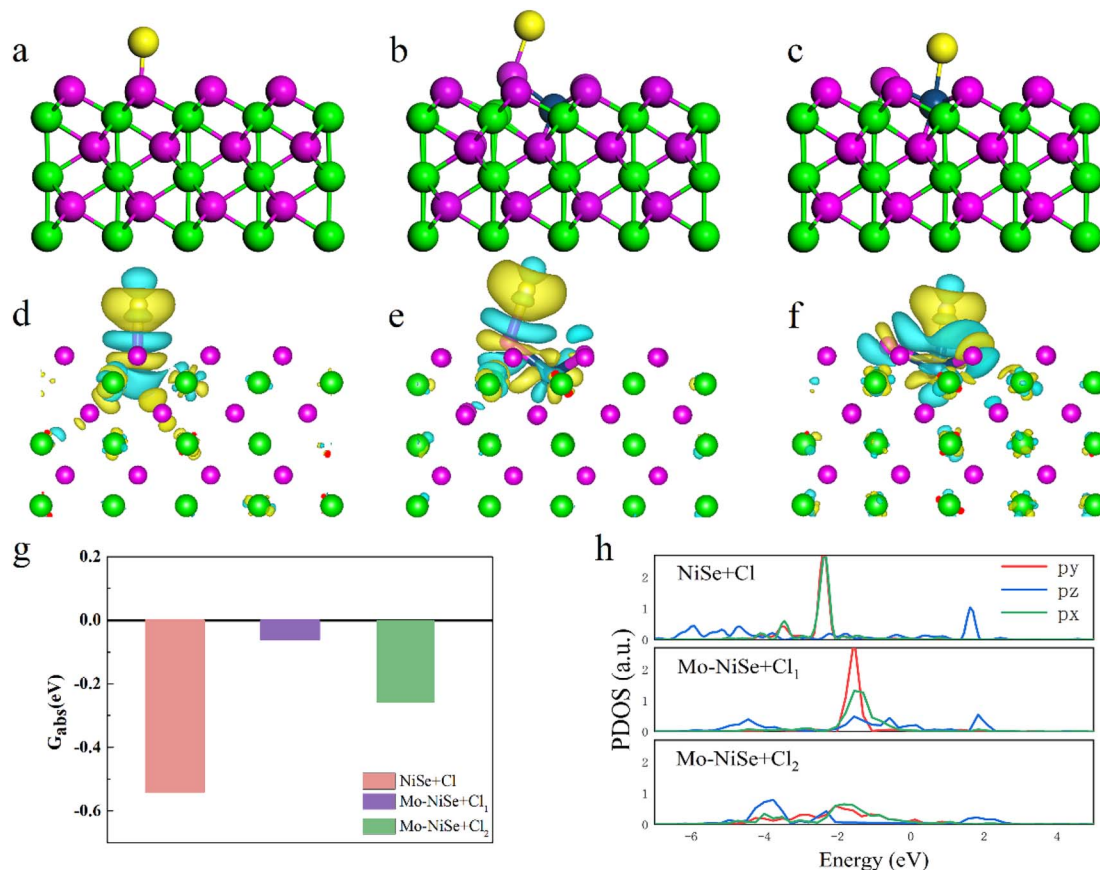 a
b
c
d
e
f
g
0.2
0.0
-0.2
-0.4
-0.6
G_abs(eV)
NiSe+Cl
Mo-NiSe+Cl₁
Mo-NiSe+Cl₂
h
NiSe+Cl
py
pz
px
2
1
0
Mo-NiSe+Cl₁
2
1
0
Mo-NiSe+Cl₂
2
1
0
PDOS (a.u.)
-6
-4
-2
0
2
4
Energy (eV)